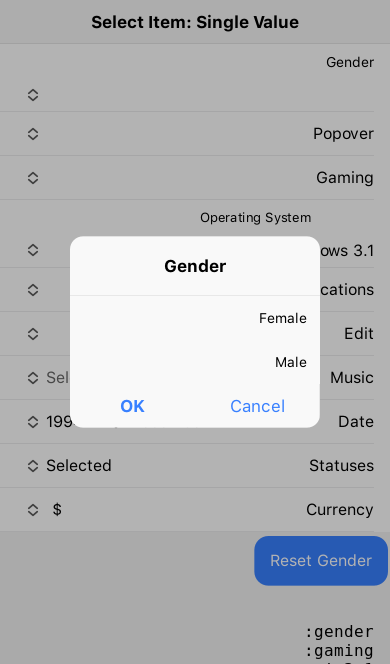 Select Item: Single Value
Gender
Popover
Gaming
Operating System
ows 3.1
cations
Edit
Sel
Music
199
Date
Selected
Statuses
$
Currency
Gender
Female
Male
OK
Cancel
Reset Gender
:gender
:gaming